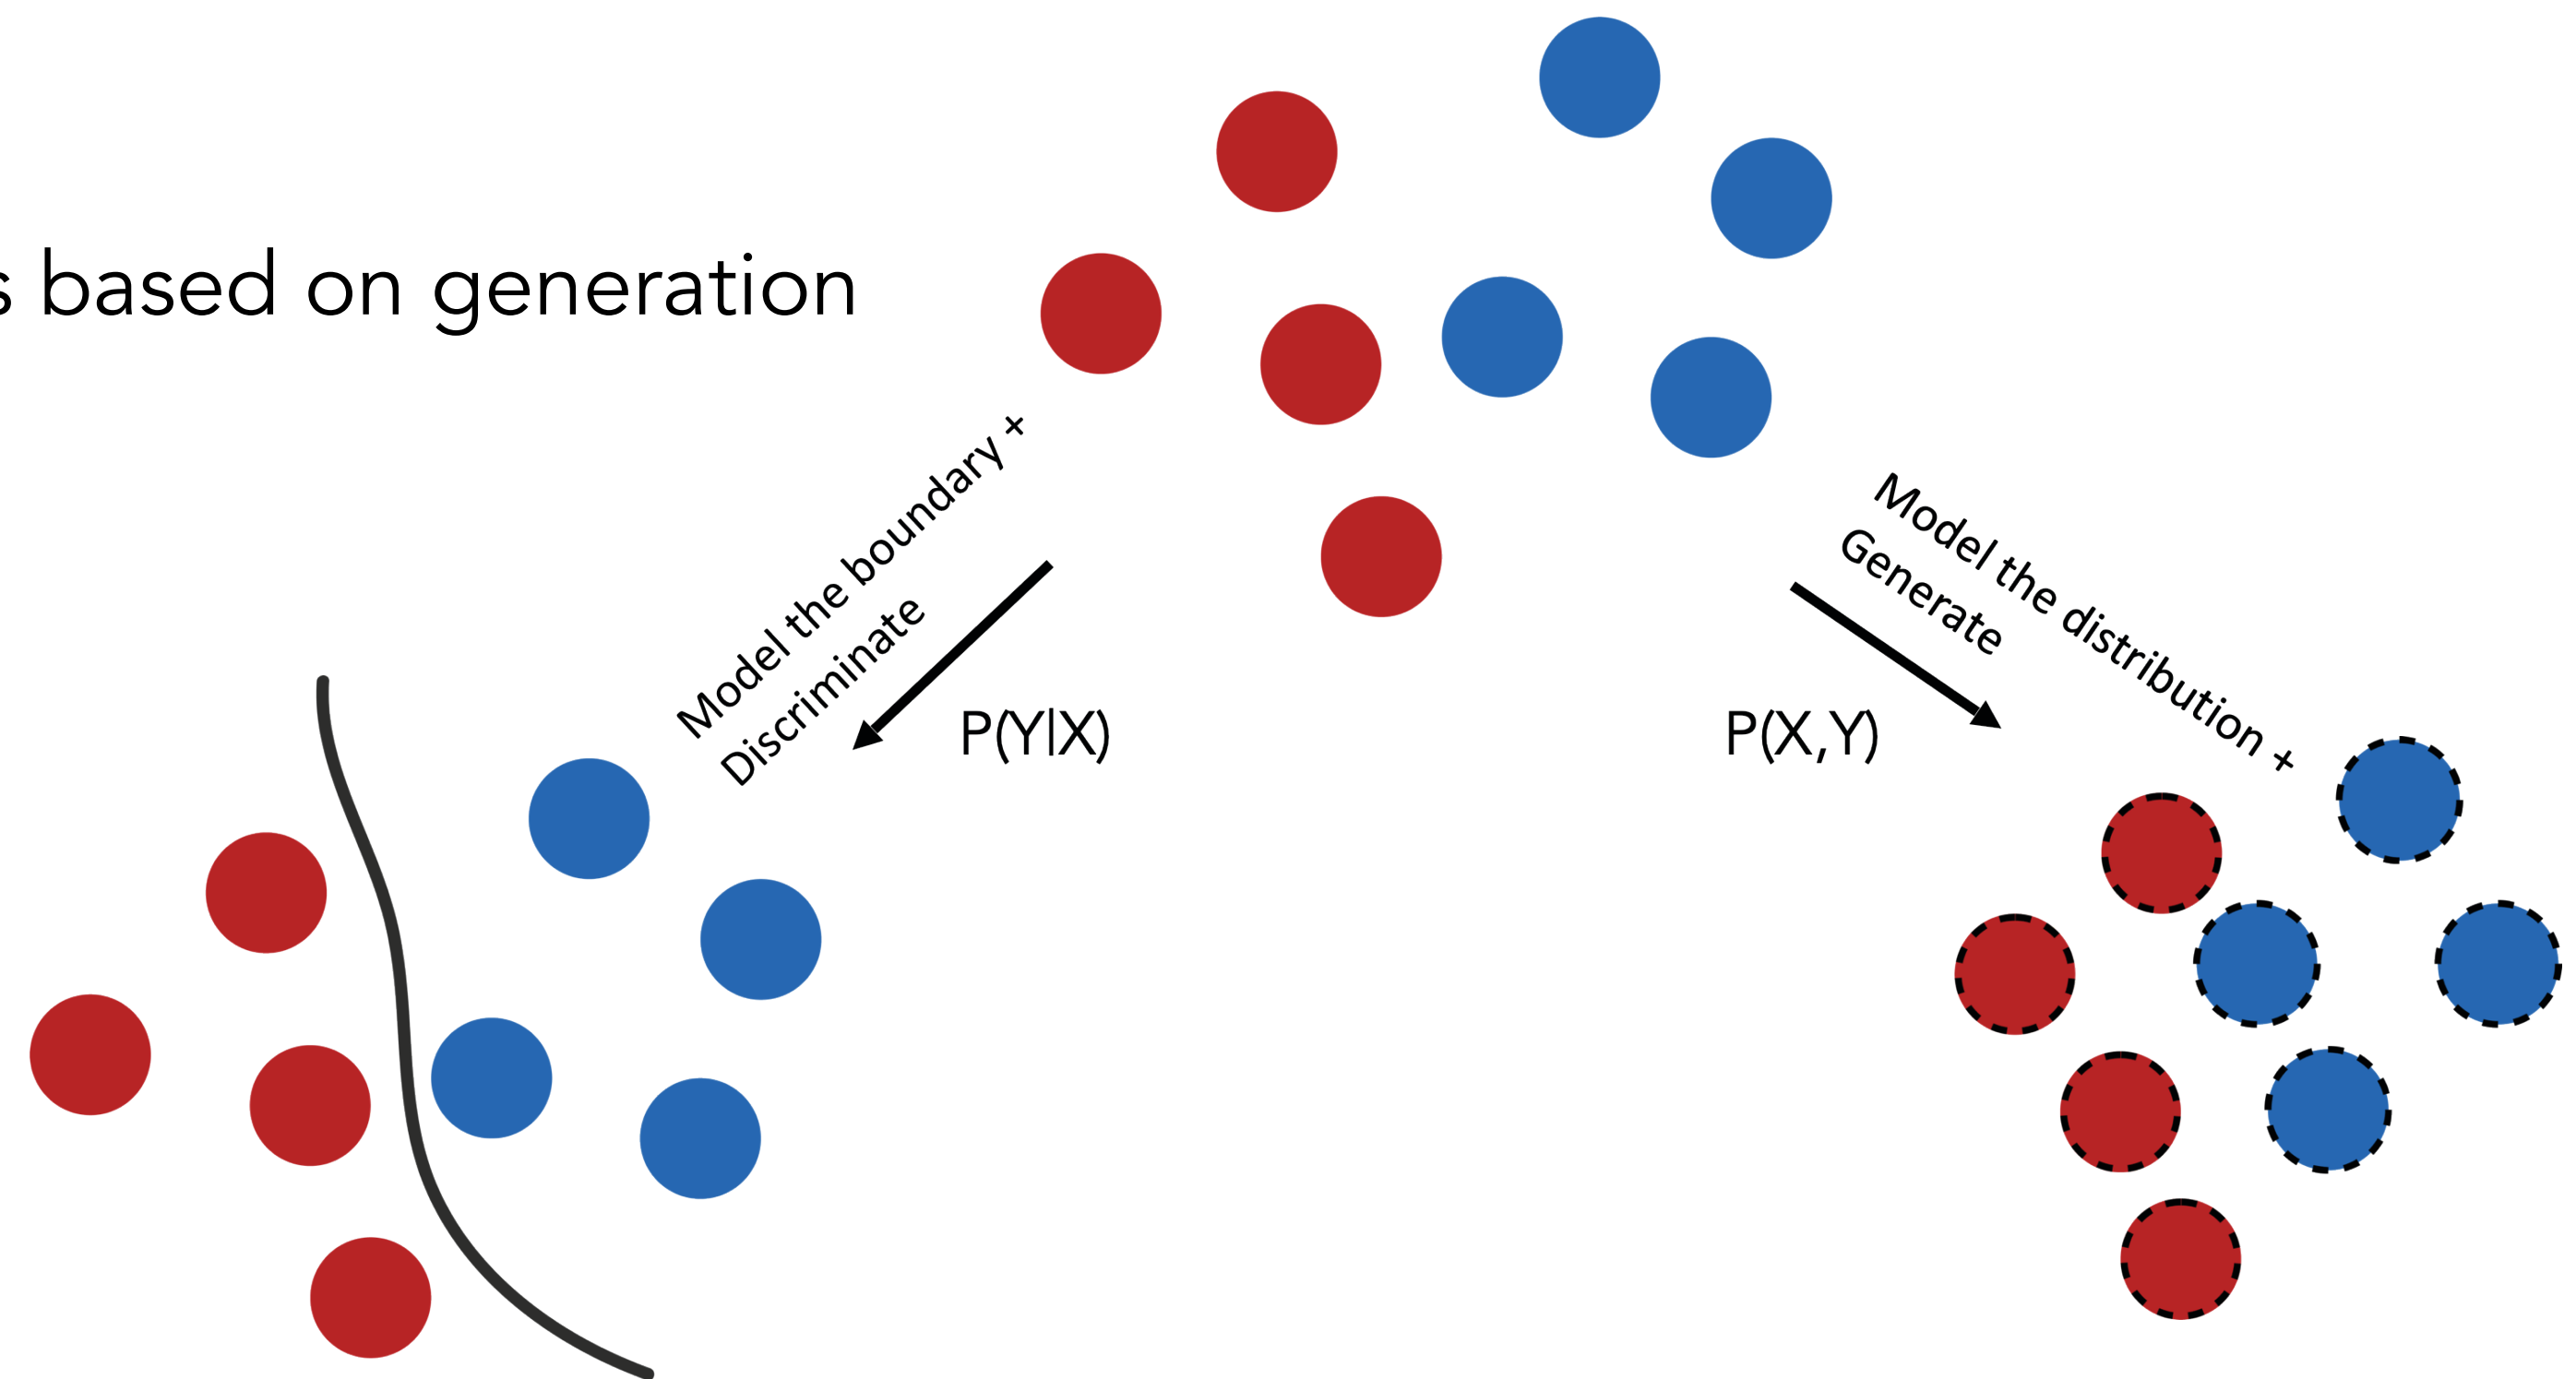 s based on generation
Model the boundary +
Discriminate
P(Y|X)
Model the distribution +
Generate
P(X,Y)